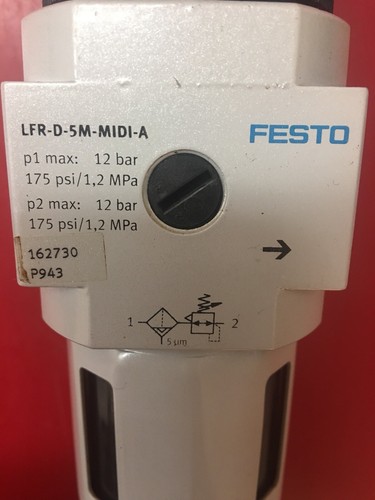 LFR-D-5M-MIDI-A
FESTO
p1 max: 12 bar
175 psi/1,2 MPa
p2 max: 12 bar
175 psi/1,2 MPa
162730
P943
1 2
5 µm